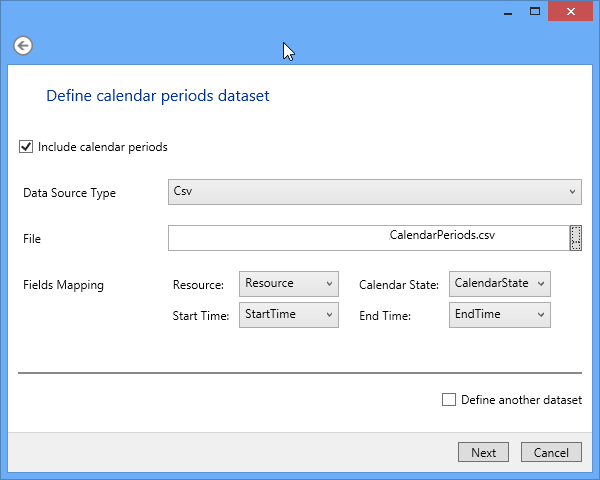 Define calendar periods dataset
Include calendar periods
Data Source Type Csv
File CalendarPeriods.csv ...
Fields Mapping Resource: Resource Calendar State: CalendarState
Start Time: StartTime End Time: EndTime
Define another dataset
Next Cancel